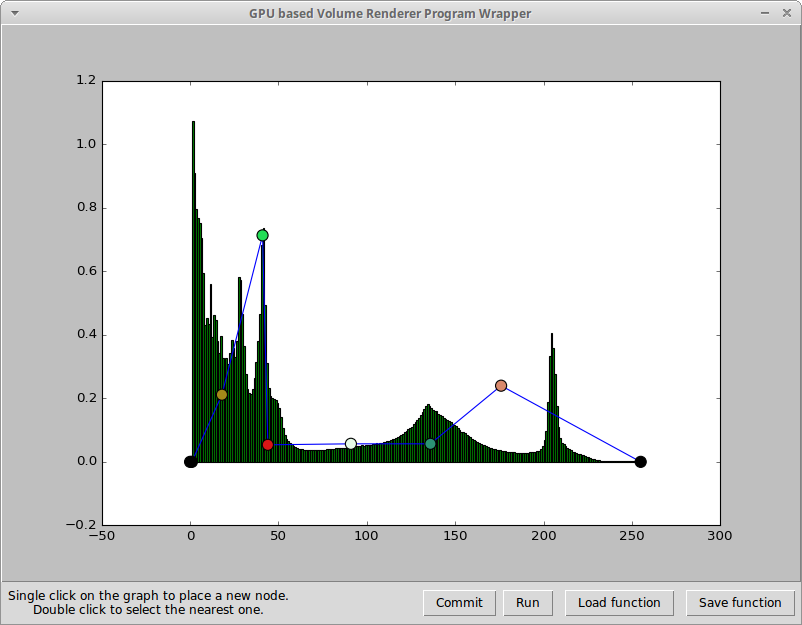 GPU based Volume Renderer Program Wrapper
1.2
1.0
0.8
0.6
0.4
0.2
0.0
−0.2
−50 0 50 100 150 200 250 300
Single click on the graph to place a new node.
Double click to select the nearest one.
Commit Run Load function Save function